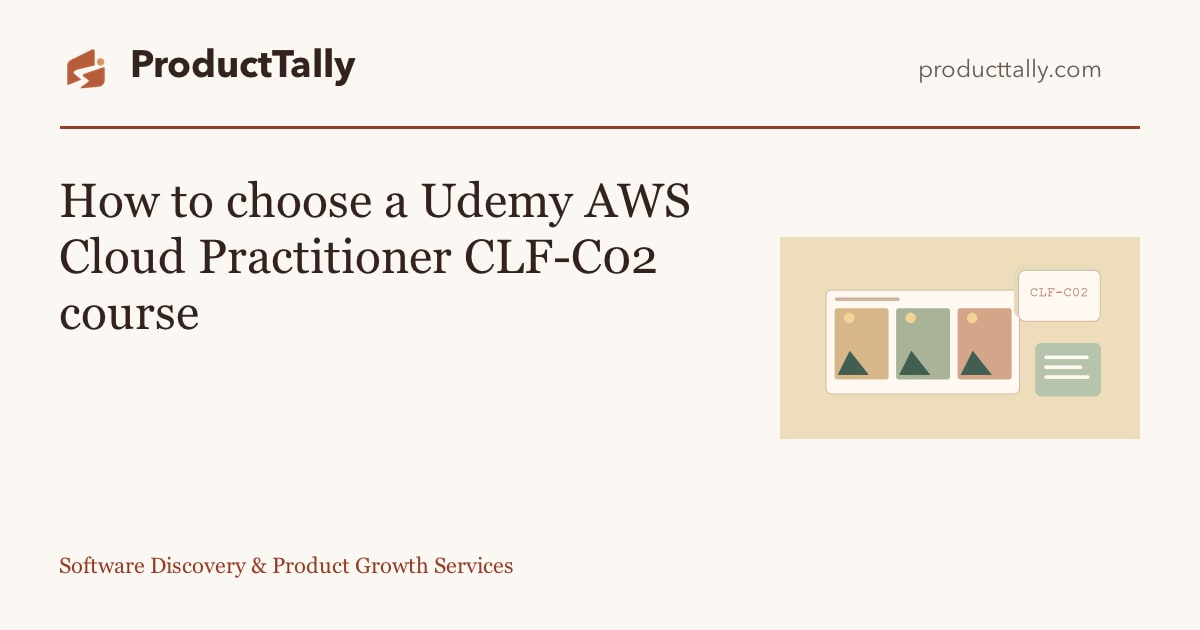 ProductTally
producttally.com
How to choose a Udemy AWS
Cloud Practitioner CLF-C02
course
CLF-C02
Software Discovery & Product Growth Services